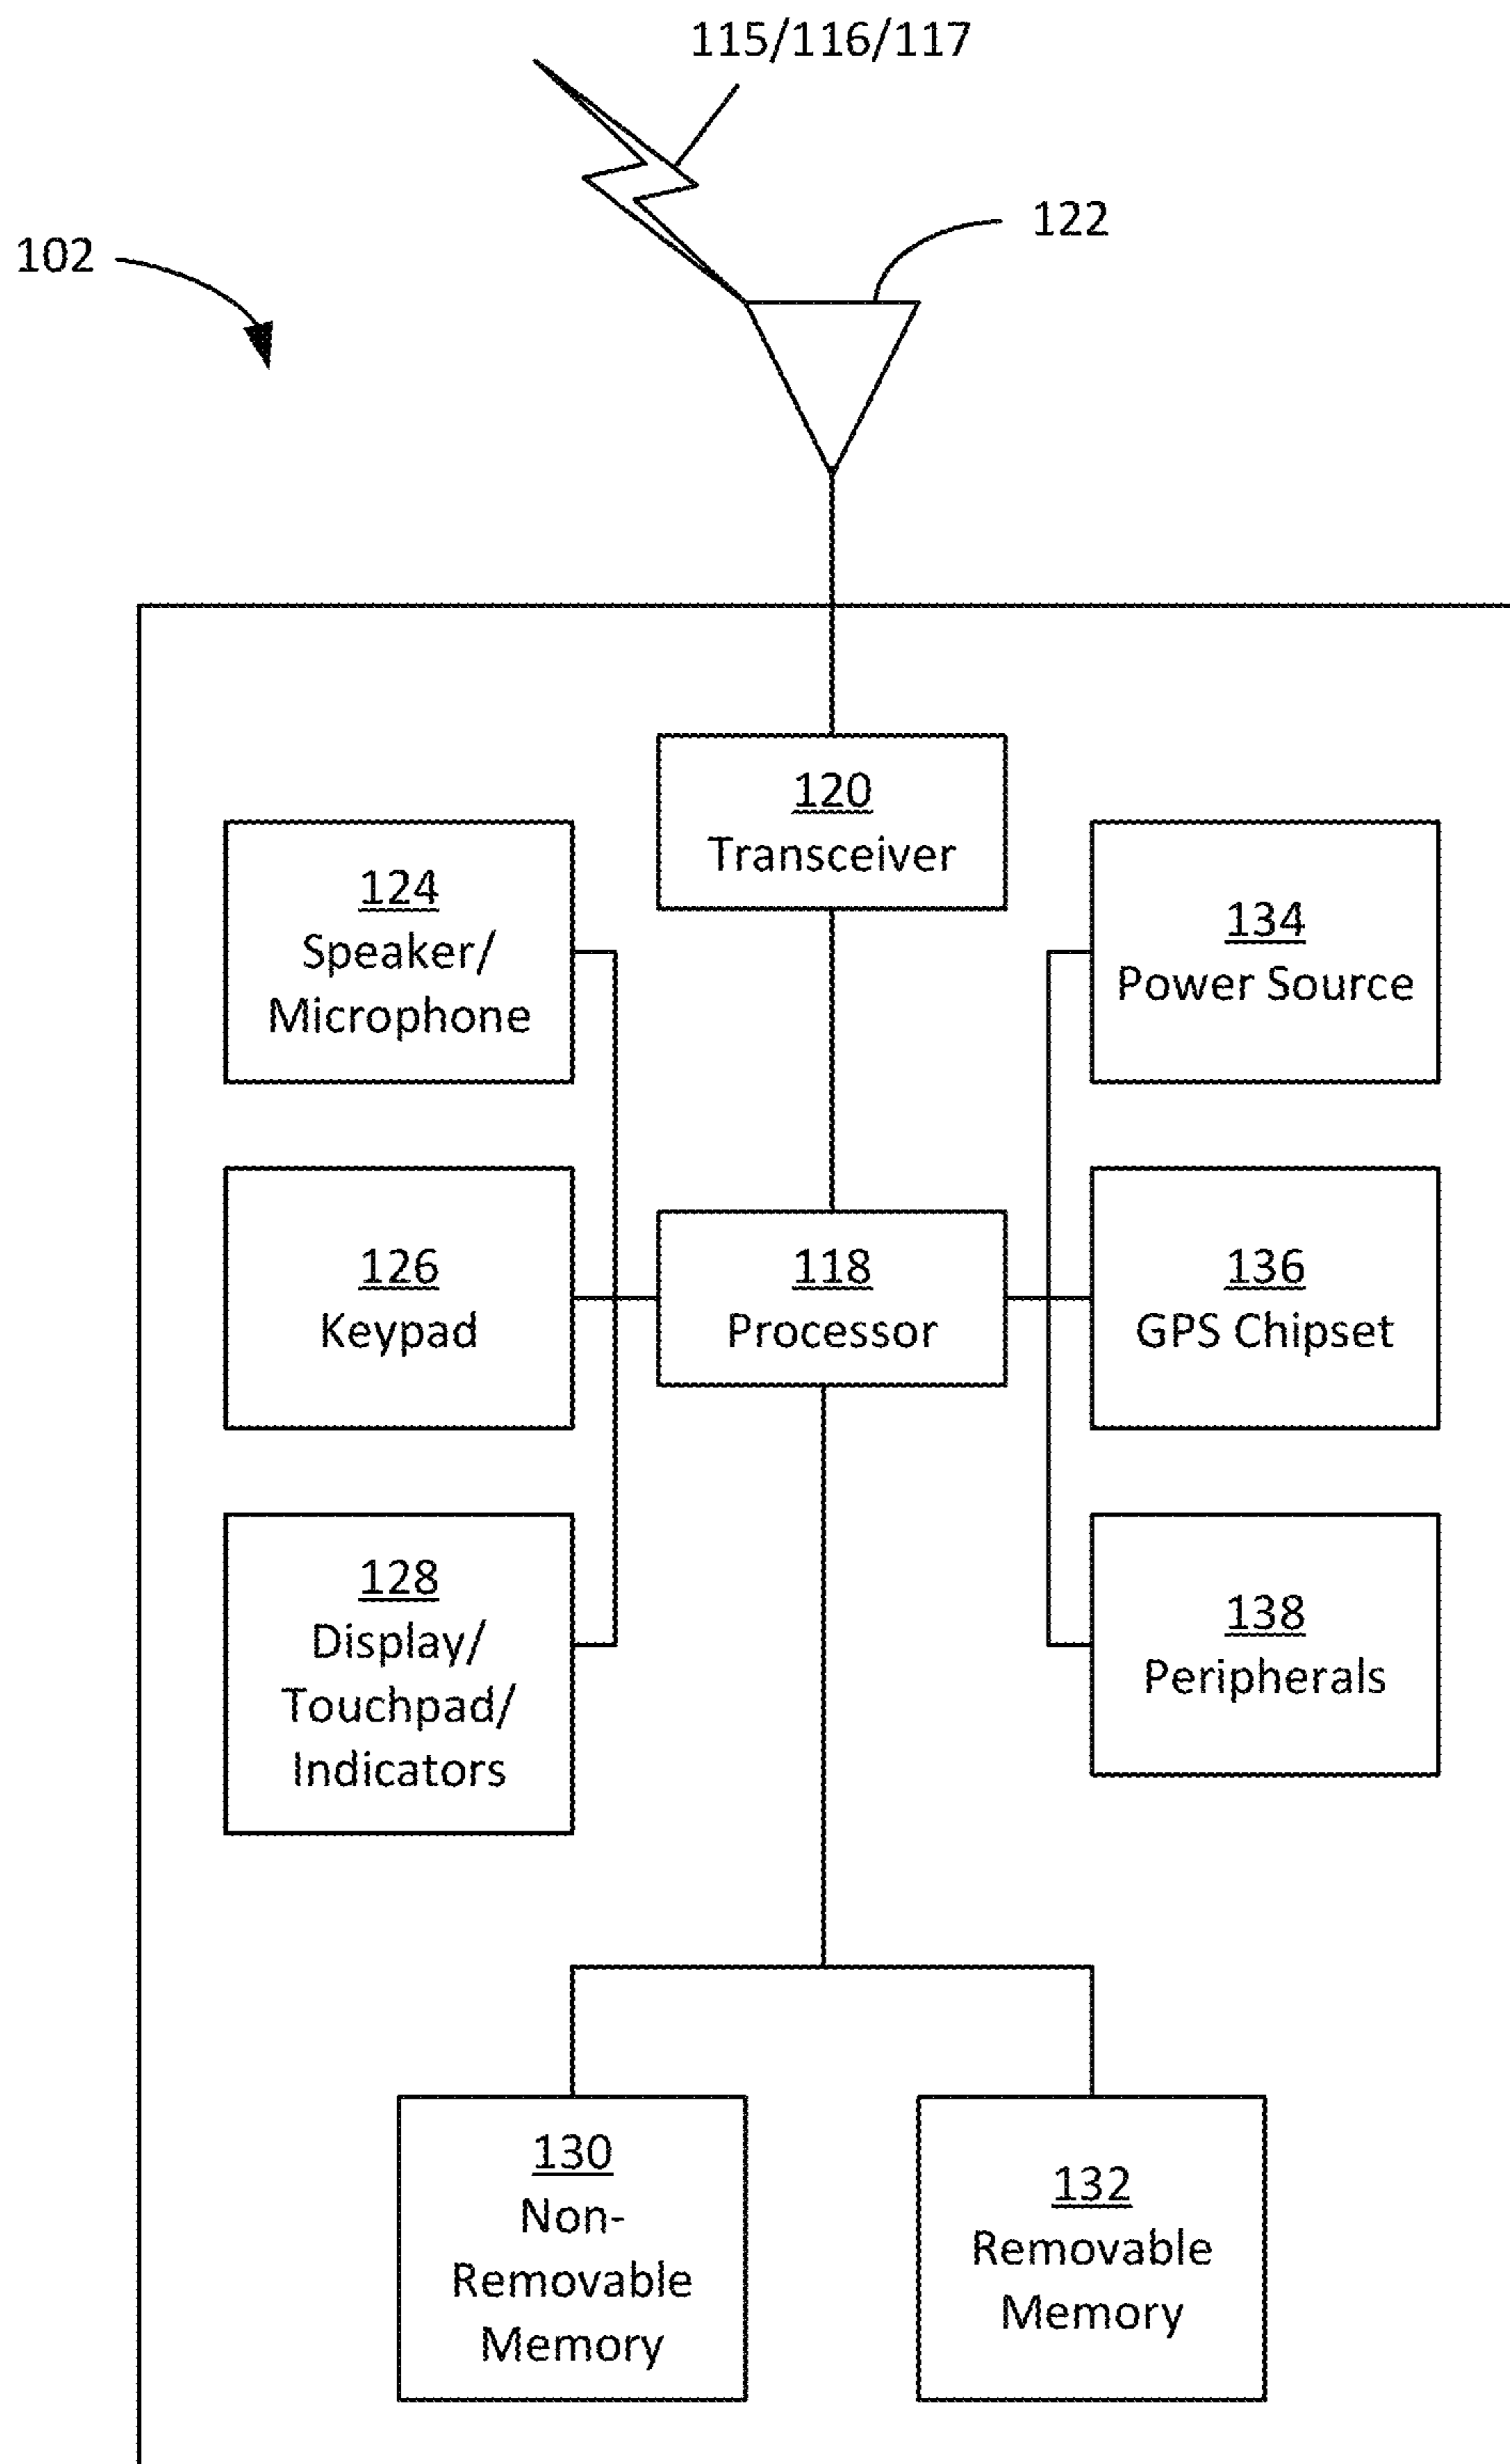 115/116/117
122
102
120
Transceiver
124
Speaker/
Microphone
134
Power Source
126
Keypad
118
Processor
136
GPS Chipset
128
Display/
Touchpad/
Indicators
138
Peripherals
130
Non-
Removable
Memory
132
Removable
Memory